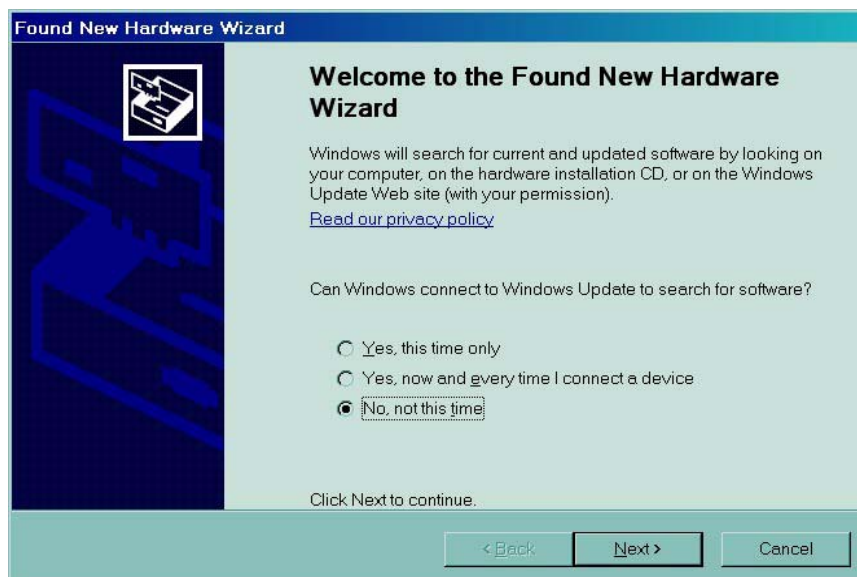 Found New Hardware Wizard
Welcome to the Found New Hardware
Wizard
Windows will search for current and updated software by looking on
your computer, on the hardware installation CD, or on the Windows
Update Web site (with your permission).
Read our privacy policy
Can Windows connect to Windows Update to search for software?
Yes, this time only
Yes, now and every time I connect a device
No, not this time
Click Next to continue.
< Back
Next >
Cancel